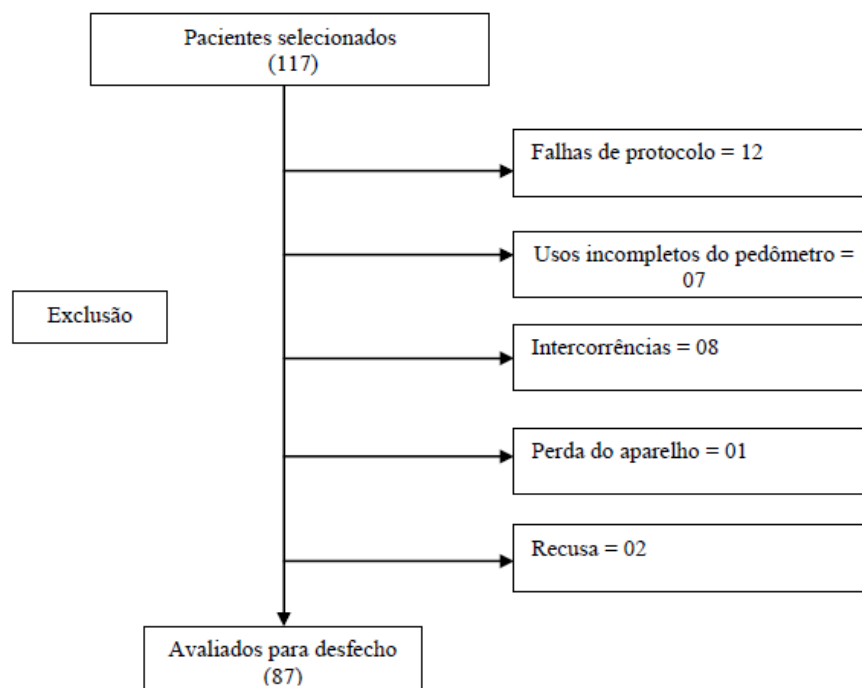 Pacientes selecionados
(117)
Falhas de protocolo = 12
Usos incompletos do pedômetro =
07
Exclusão
Intercorrências = 08
Perda do aparelho = 01
Recusa = 02
Avaliados para desfecho
(87)